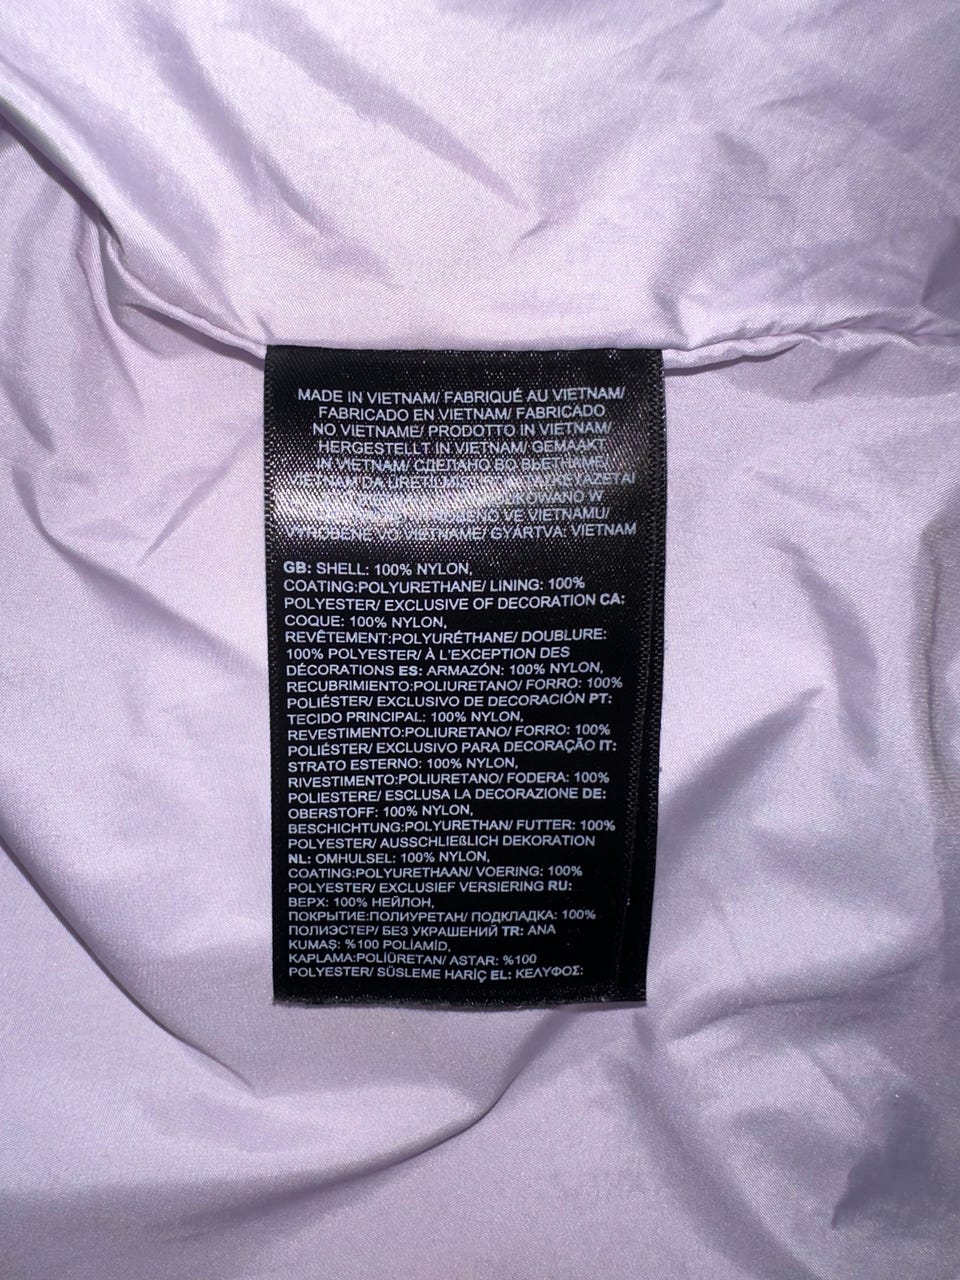 MADE IN VIETNAM/ FABRIQUÉ AU VIETNAM/
FABRICADO EN VIETNAM/ FABRICADO
NO VIETNAME/ PRODOTTO IN VIETNAM/
HERGESTELLT IN VIETNAM/ GEMAAKT
IN VIETNAM/ СДЕЛАНО ВО ВЬЕТНАМЕ/
VE VIETNAMU/
VYROBENÉ VO VIETNAME/ GYÁRTVA: VIETNAM
GB: SHELL: 100% NYLON,
COATING:POLYURETHANE/ LINING: 100%
POLYESTER/ EXCLUSIVE OF DECORATION CA:
COQUE: 100% NYLON,
REVÊTEMENT:POLYURÉTHANE/ DOUBLURE:
100% POLYESTER/ À L'EXCEPTION DES
DÉCORATIONS ES: ARMAZÓN: 100% NYLON,
RECUBRIMIENTO:POLIURETANO/ FORRO: 100%
POLIÉSTER/ EXCLUSIVO DE DECORACIÓN PT:
TECIDO PRINCIPAL: 100% NYLON,
REVESTIMENTO:POLIURETANO/ FORRO: 100%
POLIÉSTER/ EXCLUSIVO PARA DECORAÇÃO IT:
STRATO ESTERNO: 100% NYLON,
RIVESTIMENTO:POLIURETANO/ FODERA: 100%
POLIESTERE/ ESCLUSA LA DECORAZIONE DE:
OBERSTOFF: 100% NYLON,
BESCHICHTUNG:POLYURETHAN/ FUTTER: 100%
POLYESTER/ AUSSCHLIEßLICH DEKORATION
NL: OMHULSEL: 100% NYLON,
COATING:POLYURETHAAN/ VOERING: 100%
POLYESTER/ EXCLUSIEF VERSIERING RU:
ВЕРХ: 100% НЕЙЛОН,
ПОКРЫТИЕ:ПОЛИУРЕТАН/ ПОДКЛАДКА: 100%
ПОЛИЭСТЕР/ БЕЗ УКРАШЕНИЙ TR: ANA
KUMAŞ: %100 POLİAMİD,
KAPLAMA:POLİÜRETAN/ ASTAR: %100
POLYESTER/ SÜSLEME HARİÇ EL: ΚΕΛΥΦΟΣ: